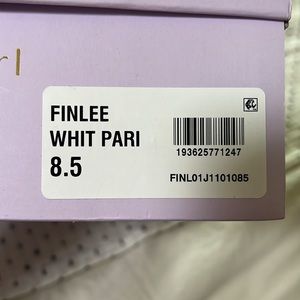 FINLEE
WHIT PARI
8.5
193625771247
FINL01J1101085